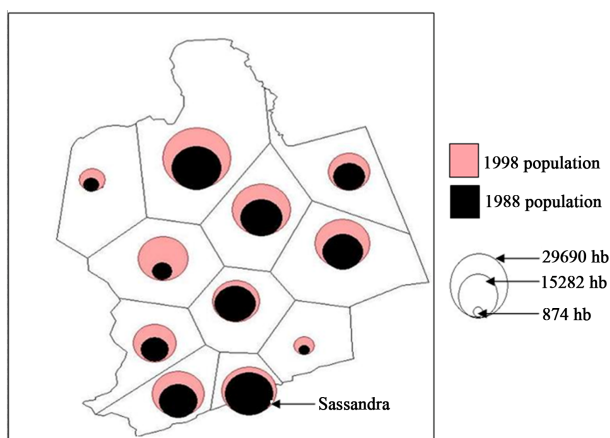 1998 population
1988 population
29690 hb
15282 hb
874 hb
Sassandra